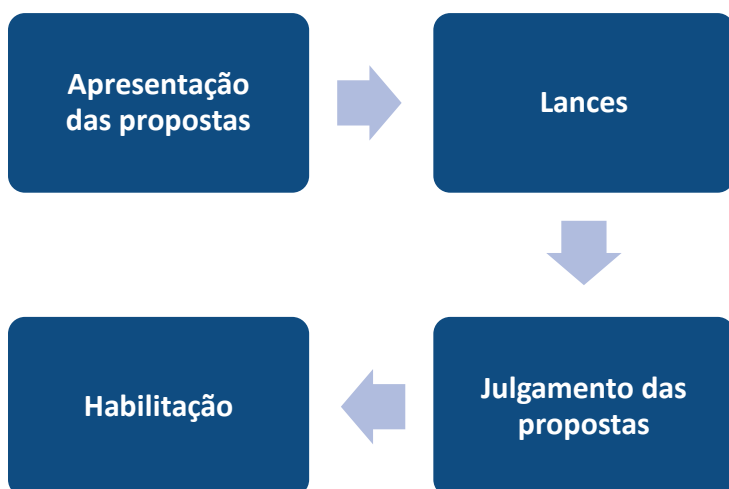 Apresentação
das propostas
Lances
Julgamento das
propostas
Habilitação